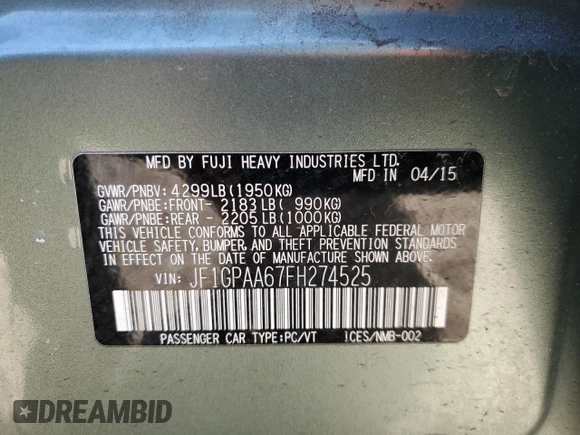 MFD BY FUJI HEAVY INDUSTRIES LTD.
MFD IN 04/15
GVWR/PNBV: 4299LB(1950KG)
GAWR/PNBE:FRONT- 2183 LB( 990KG)
GAWR/PNBE:REAR - 2205 LB(1000KG)
THIS VEHICLE CONFORMS TO ALL APPLICABLE FEDERAL MOTOR
VEHICLE SAFETY, BUMPER, AND THEFT PREVENTION STANDARDS
IN EFFECT ON THE DATE OF MANUFACTURE SHOWN ABOVE.
VIN: JF1GPAA67FH274525
PASSENGER CAR TYPE:PC/VT ICES/NMB-002
DREAMBID